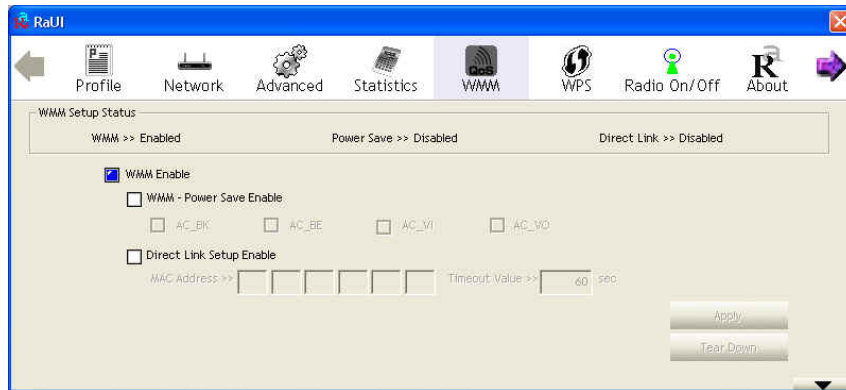 RaUI
Profile Network Advanced Statistics WMM WPS Radio On/Off About
WMM Setup Status
WMM >> Enabled Power Save >> Disabled Direct Link >> Disabled
WMM Enable
WMM - Power Save Enable
AC_BK AC_BE AC_VI AC_VO
Direct Link Setup Enable
MAC Address >> Timeout Value >> 60 sec
Apply
Tear Down